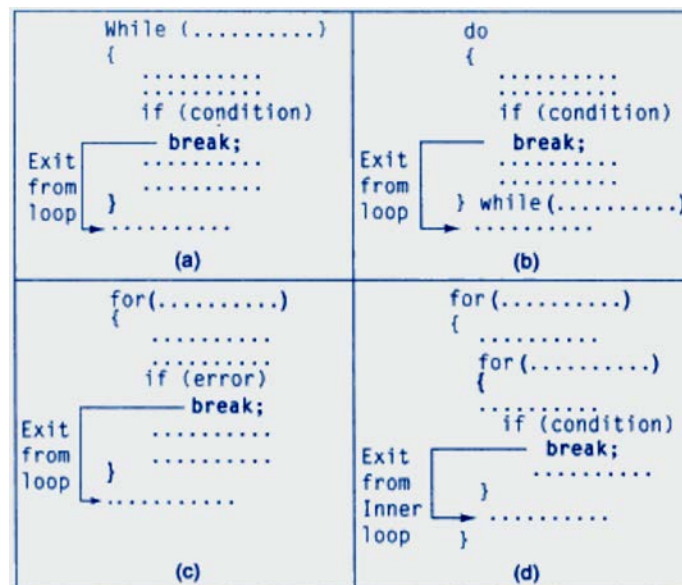 While (..........)
{
..........
..........
if (condition)
break;
Exit
from
loop
..........
..........
}
..........
(a)
do
{
..........
..........
if (condition)
break;
Exit
from
loop
..........
..........
} while(..........)
..........
(b)
for(..........)
{
..........
..........
if (error)
break;
Exit
from
loop
..........
..........
}
...........
(c)
for(..........)
{
..........
for(..........)
{
..........
if (condition)
break;
Exit
from
Inner
loop
..........
}
..........
}
(d)